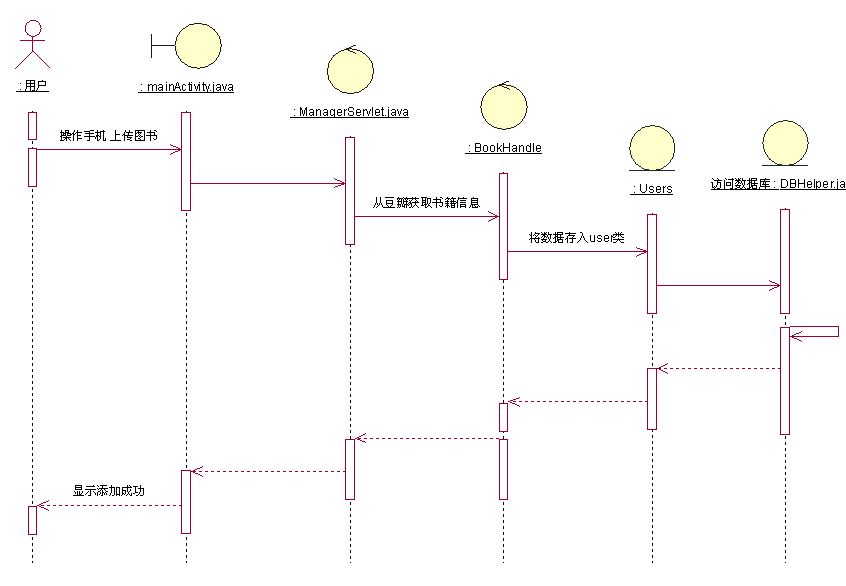 : 用户
: mainActivity.java
: ManagerServlet.java
: BookHandle
: Users
访问数据库 : DBHelper.ja
操作手机 上传图书
从豆瓣获取书籍信息
将数据存入user类
显示添加成功